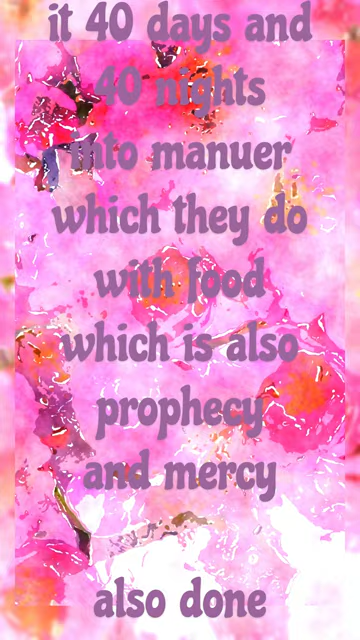 it 40 days and
40 nights
into manuer
which they do
with food
which is also
prophecy
and mercy
also done